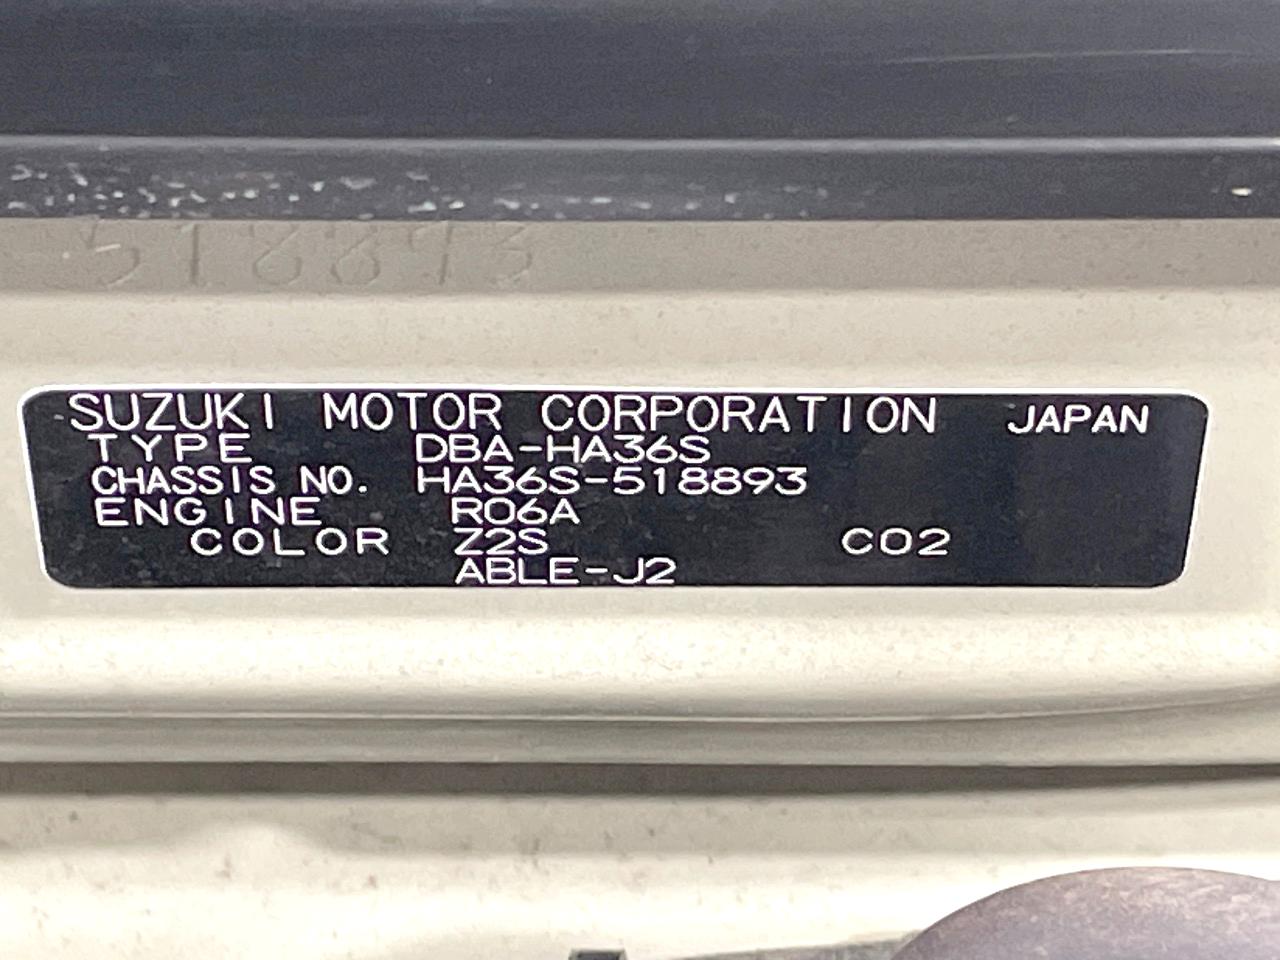 518893
SUZUKI MOTOR CORPORATION JAPAN
TYPE DBA-HA36S
CHASSIS NO. HA36S-518893
ENGINE R06A
COLOR Z2S C02
ABLE-J2